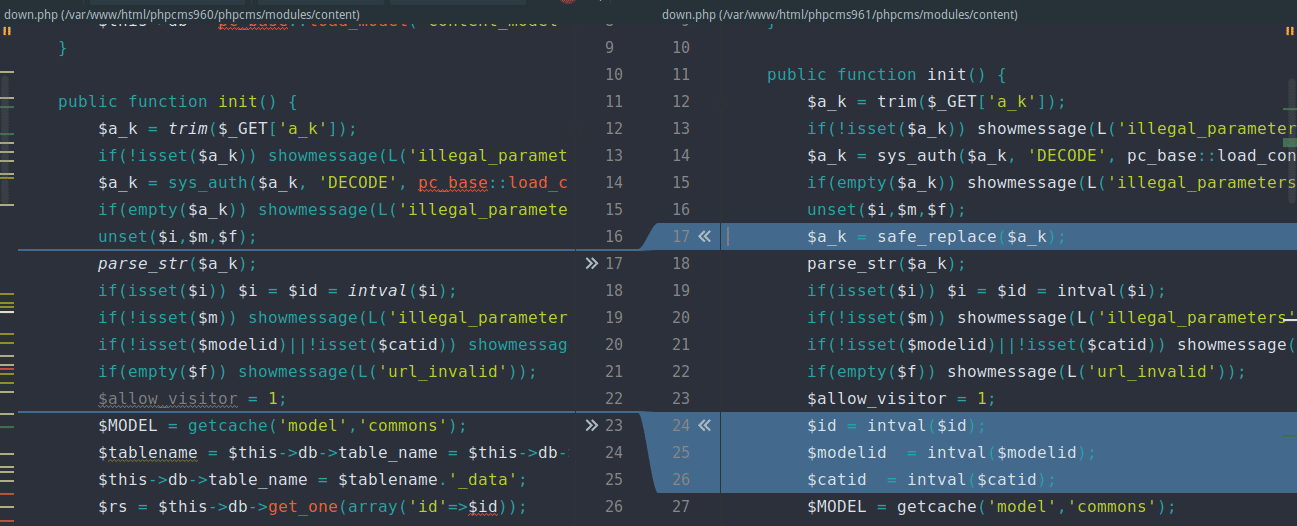 down.php (/var/www/html/phpcms960/phpcms/modules/content)
9 }
10
11 public function init() {
12 $a_k = trim($_GET['a_k']);
13 if(!isset($a_k)) showmessage(L('illegal_paramet
14 $a_k = sys_auth($a_k, 'DECODE', pc_base::load_c
15 if(empty($a_k)) showmessage(L('illegal_paramete
16 unset($i,$m,$f);
17 parse_str($a_k);
18 if(isset($i)) $i = $id = intval($i);
19 if(!isset($m)) showmessage(L('illegal_parameter
20 if(!isset($modelid)||!isset($catid)) showmessag
21 if(empty($f)) showmessage(L('url_invalid'));
22 $allow_visitor = 1;
23 $MODEL = getcache('model','commons');
24 $tablename = $this->db->table_name = $this->db-
25 $this->db->table_name = $tablename.'_data';
26 $rs = $this->db->get_one(array('id'=>$id));
down.php (/var/www/html/phpcms961/phpcms/modules/content)
10
11 public function init() {
12 $a_k = trim($_GET['a_k']);
13 if(!isset($a_k)) showmessage(L('illegal_parameter
14 $a_k = sys_auth($a_k, 'DECODE', pc_base::load_con
15 if(empty($a_k)) showmessage(L('illegal_parameters
16 unset($i,$m,$f);
17 $a_k = safe_replace($a_k);
18 parse_str($a_k);
19 if(isset($i)) $i = $id = intval($i);
20 if(!isset($m)) showmessage(L('illegal_parameters'
21 if(!isset($modelid)||!isset($catid)) showmessage(
22 if(empty($f)) showmessage(L('url_invalid'));
23 $allow_visitor = 1;
24 $id = intval($id);
25 $modelid = intval($modelid);
26 $catid = intval($catid);
27 $MODEL = getcache('model','commons');